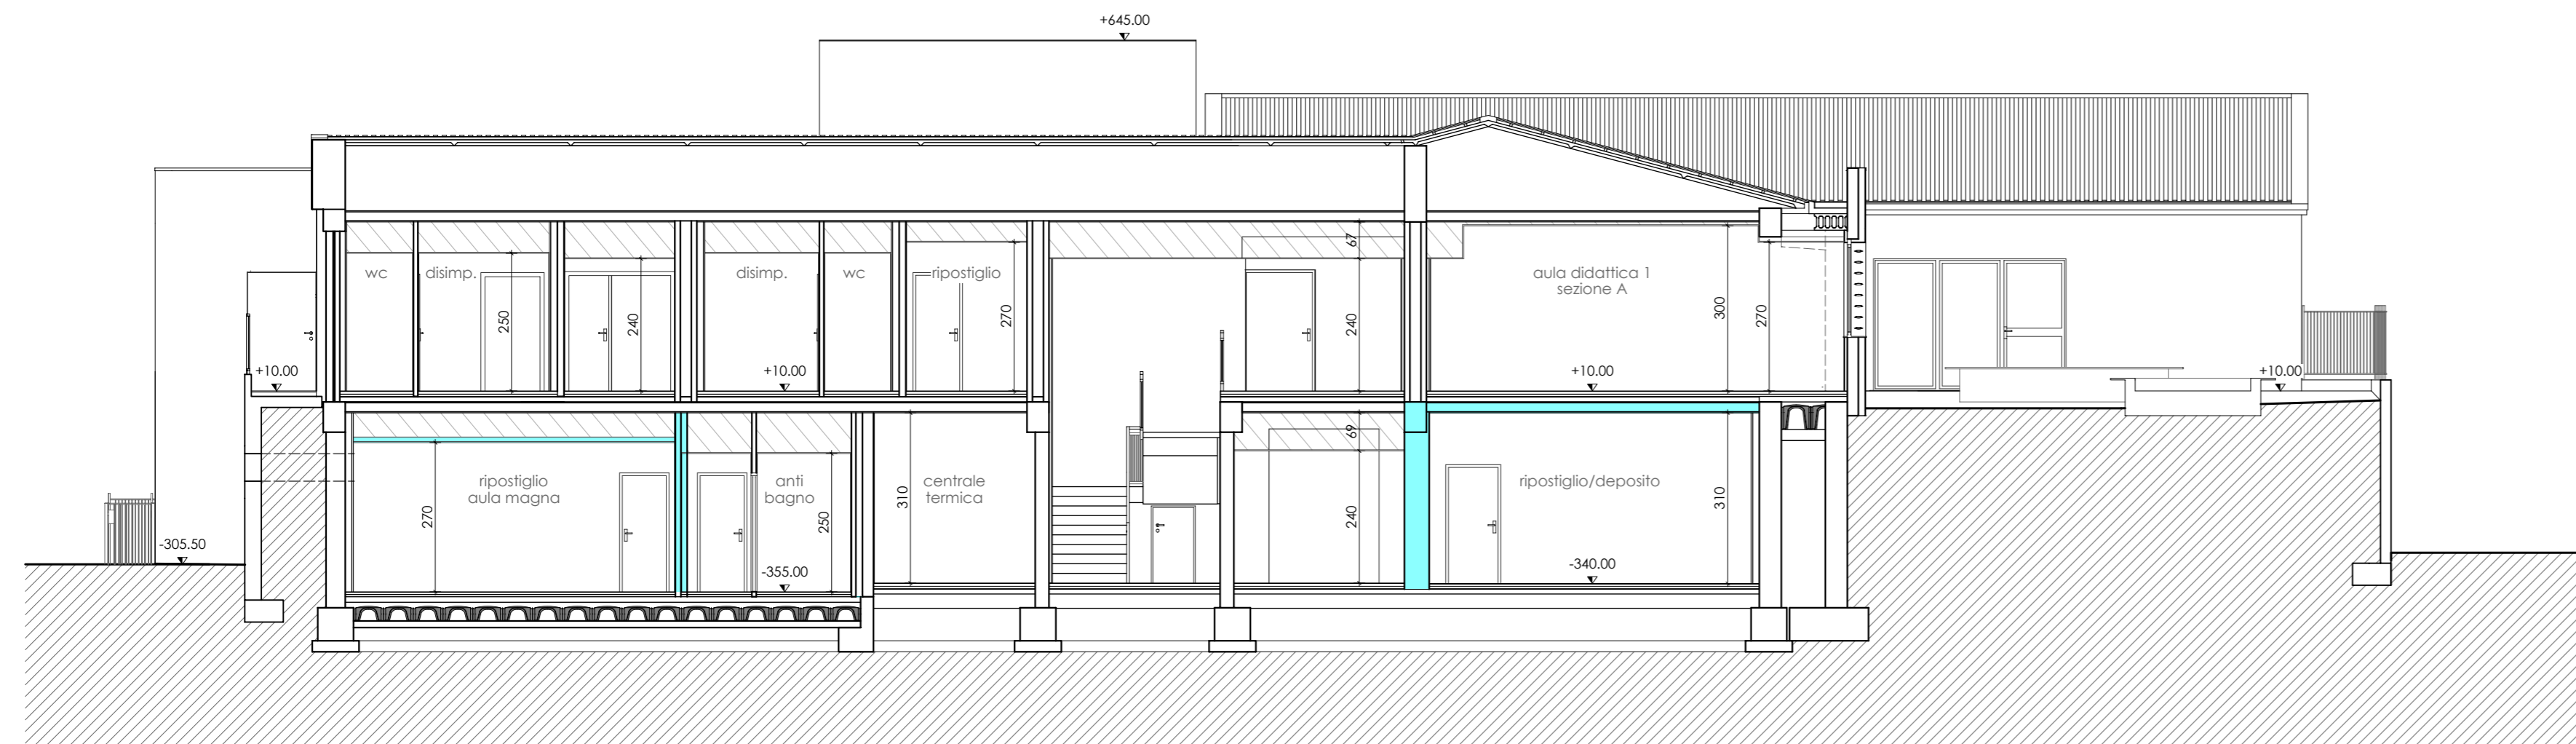 +645.00
67
wc
disimp.
disimp.
wc
ripostiglio
aula didattica 1
sezione A
250
240
270
240
300
270
+10.00
+10.00
+10.00
+10.00
69
ripostiglio
aula magna
anti
bagno
centrale
termica
ripostiglio/deposito
270
250
310
240
310
-305.50
-355.00
-340.00